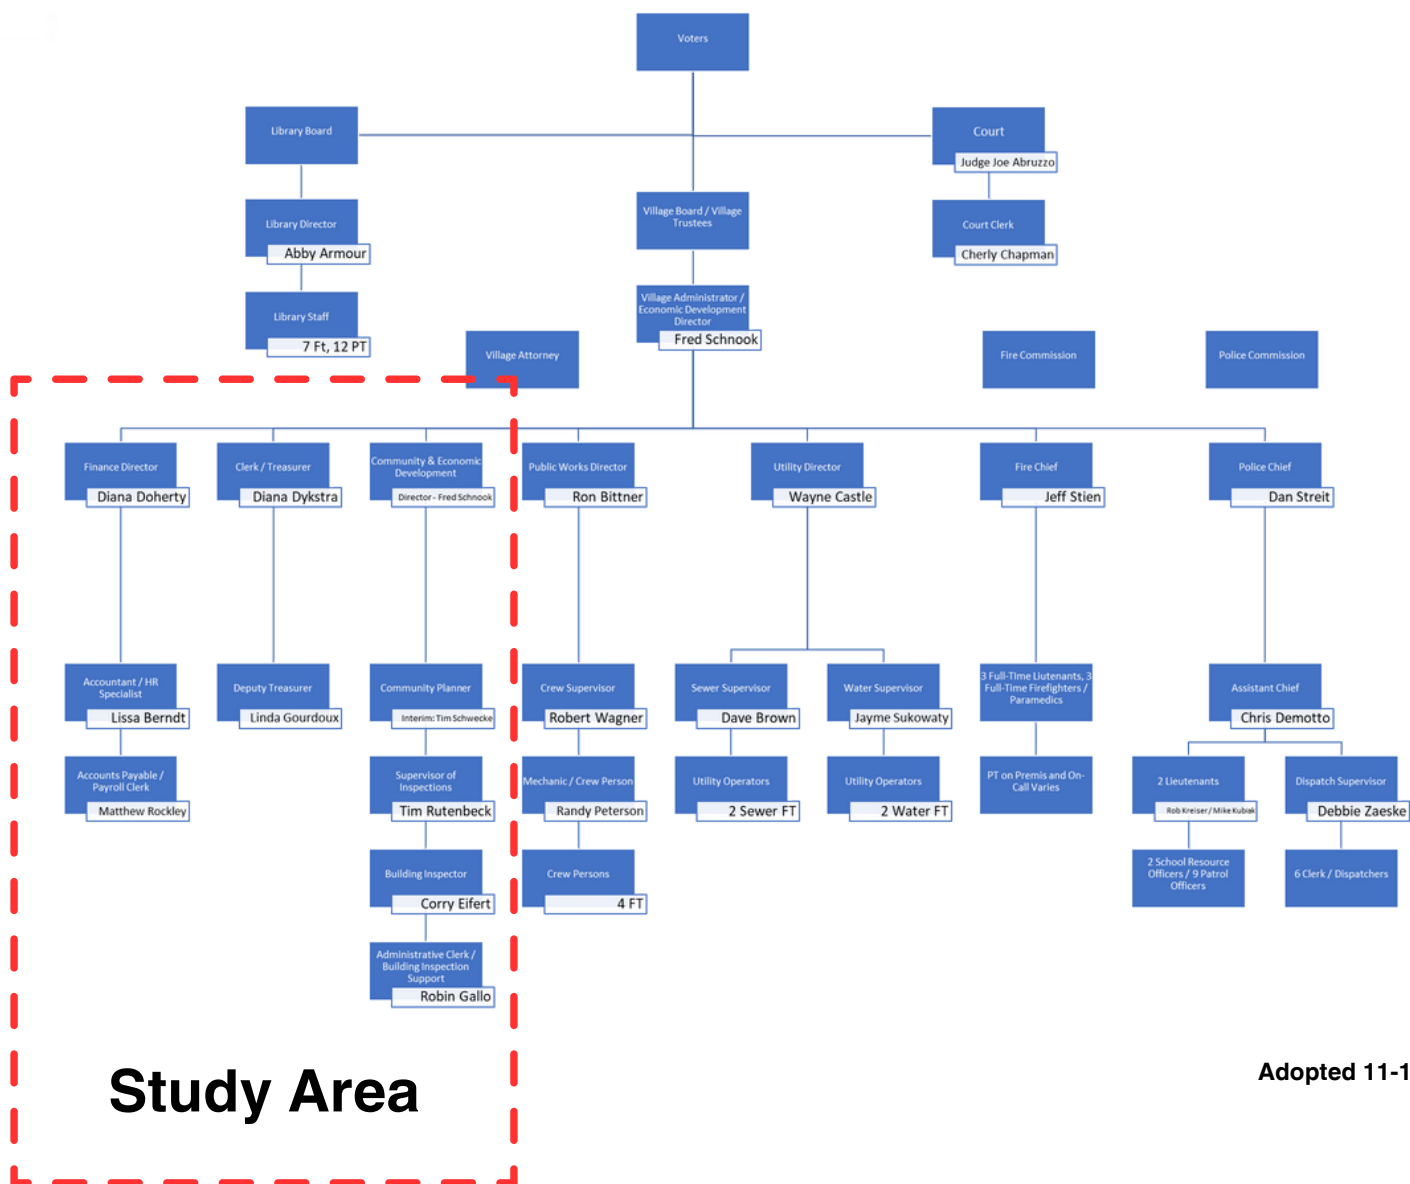 Voters
Library Board
Court
Judge Joe Abruzzo
Library Director
Abby Armour
Village Board / Village
Trustees
Court Clerk
Cherly Chapman
Library Staff
7 Ft, 12 PT
Village Administrator /
Economic Development
Director
Fred Schnook
Village Attorney
Fire Commission
Police Commission
Finance Director
Diana Doherty
Clerk / Treasurer
Diana Dykstra
Community & Economic
Development
Director - Fred Schnook
Public Works Director
Ron Bittner
Utility Director
Wayne Castle
Fire Chief
Jeff Stien
Police Chief
Dan Streit
Accountant / HR
Specialist
Lissa Berndt
Deputy Treasurer
Linda Gourdoux
Community Planner
Interim: Tim Schwecke
Crew Supervisor
Robert Wagner
Sewer Supervisor
Dave Brown
Water Supervisor
Jayme Sukowaty
3 Full-Time Liutenants, 3
Full-Time Firefighters /
Paramedics
Assistant Chief
Chris Demotto
Accounts Payable /
Payroll Clerk
Matthew Rockley
Supervisor of
Inspections
Tim Rutenbeck
Mechanic / Crew Person
Randy Peterson
Utility Operators
2 Sewer FT
Utility Operators
2 Water FT
PT on Premis and On-
Call Varies
2 Lieutenants
Rob Kreiser / Mike Kubiak
Dispatch Supervisor
Debbie Zaeske
Building Inspector
Corry Eifert
Crew Persons
4 FT
2 School Resource
Officers / 9 Patrol
Officers
6 Clerk / Dispatchers
Administrative Clerk /
Building Inspection
Support
Robin Gallo
Study Area
Adopted 11-1